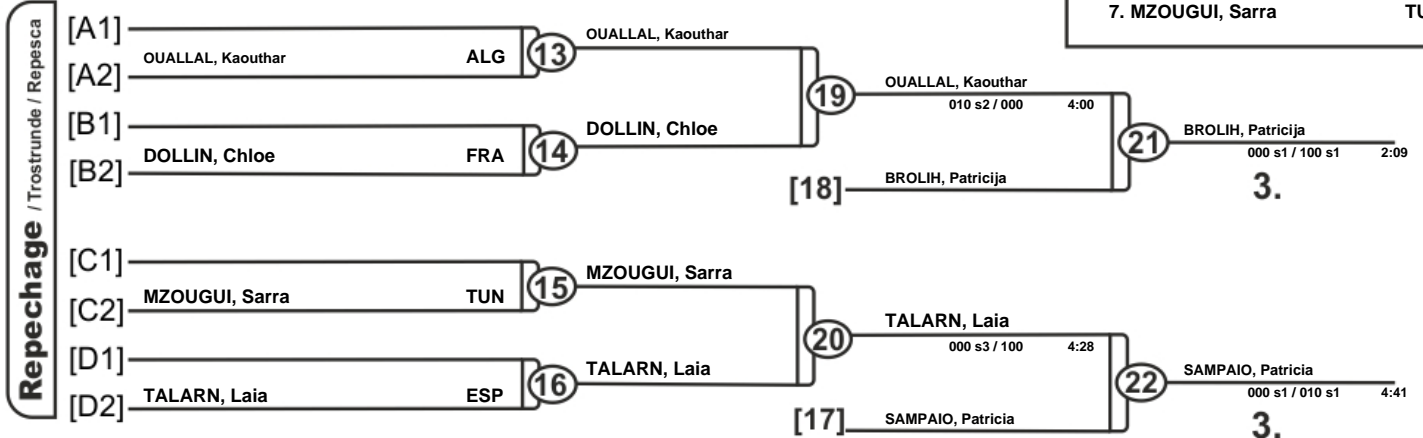 7. MZOUGUI, Sarra
Repechage / Trostrunde / Repesca
[A1]
OUALLAL, Kaouthar ALG
[A2]
13
OUALLAL, Kaouthar
[B1]
DOLLIN, Chloe FRA
[B2]
14
DOLLIN, Chloe
19
OUALLAL, Kaouthar
010 s2 / 000 4:00
[18]
BROLIH, Patricija
21
BROLIH, Patricija
000 s1 / 100 s1 2:09
3.
[C1]
MZOUGUI, Sarra TUN
[C2]
15
MZOUGUI, Sarra
[D1]
TALARN, Laia ESP
[D2]
16
TALARN, Laia
20
TALARN, Laia
000 s3 / 100 4:28
[17]
SAMPAIO, Patricia
22
SAMPAIO, Patricia
000 s1 / 010 s1 4:41
3.